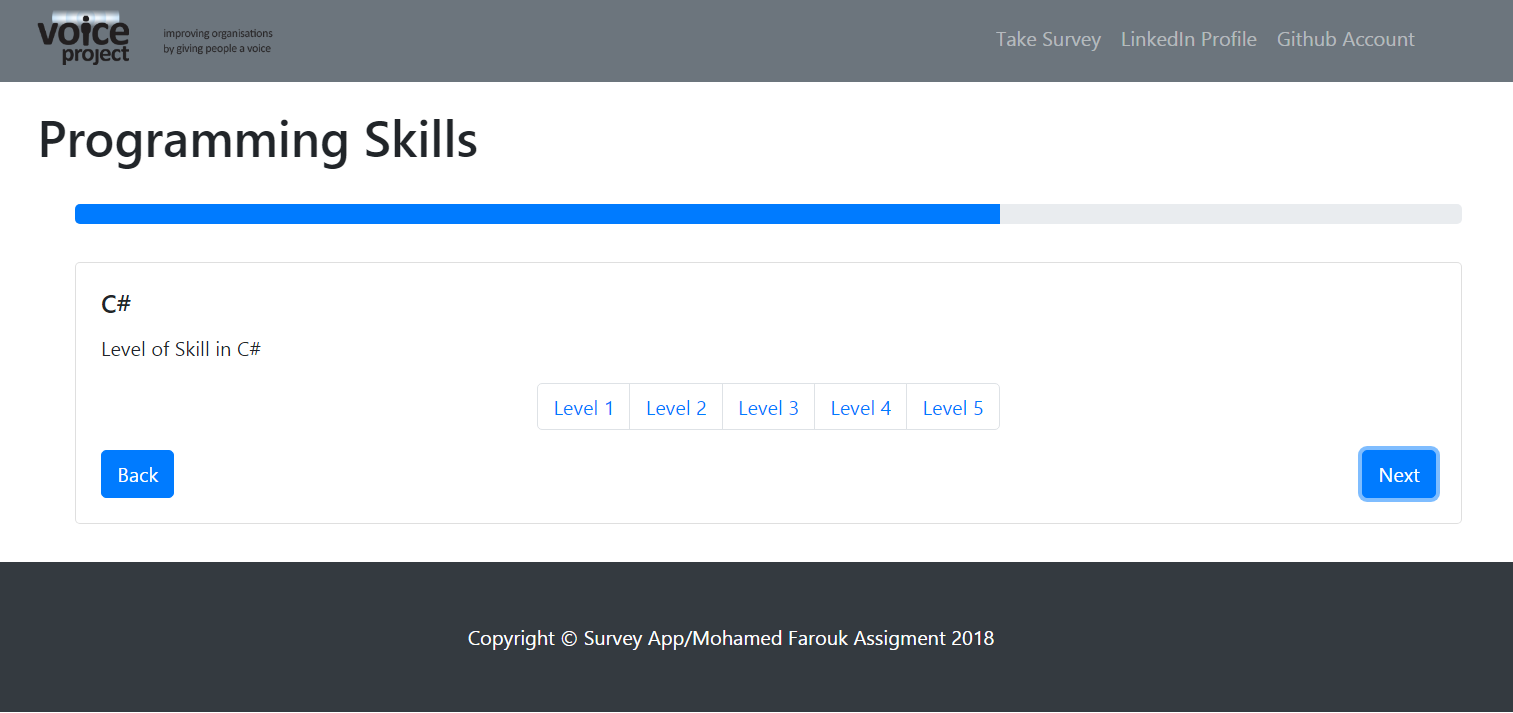 voice
project
improving organisations
by giving people a voice
Take Survey LinkedIn Profile Github Account
Programming Skills
C#
Level of Skill in C#
Level 1 Level 2 Level 3 Level 4 Level 5
Back Next
Copyright © Survey App/Mohamed Farouk Assigment 2018